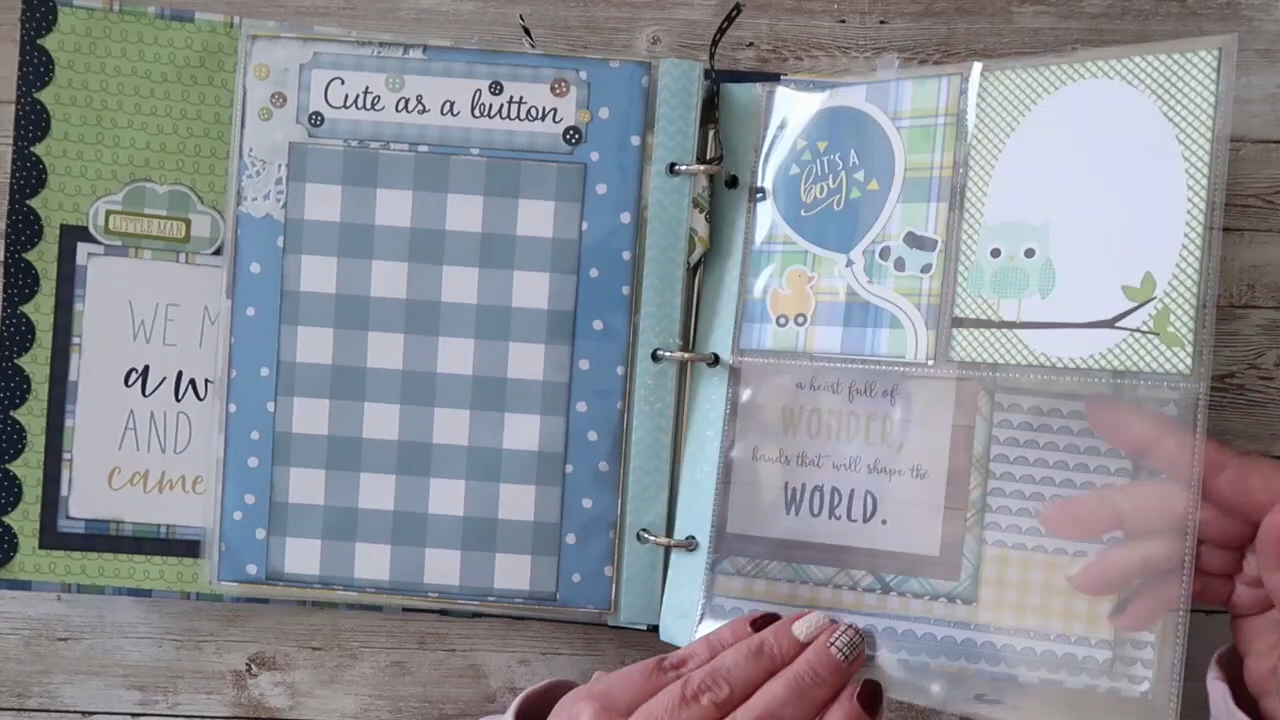 LITTLE MAN
WE
AND
came
Cute as a button
IT'S A
boy
a heart full of
WONDER,
hands that will shape the
WORLD.